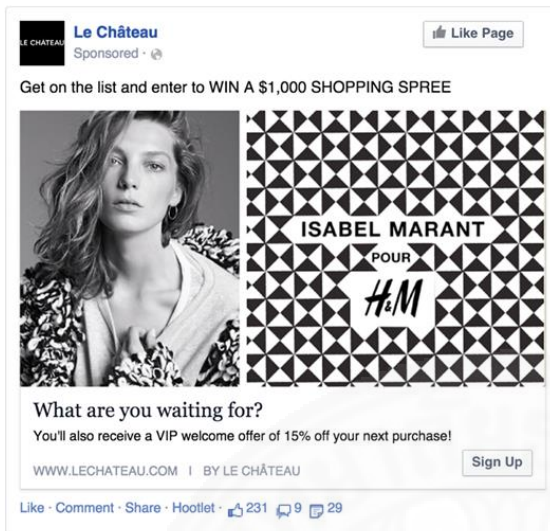 LE CHÂTEAU
Le Château
Like Page
Sponsored ·
Get on the list and enter to WIN A $1,000 SHOPPING SPREE
ISABEL MARANT
POUR
H&M
What are you waiting for?
You'll also receive a VIP welcome offer of 15% off your next purchase!
WWW.LECHATEAU.COM | BY LE CHÂTEAU
Sign Up
Like · Comment · Share · Hootlet · 231 9 29